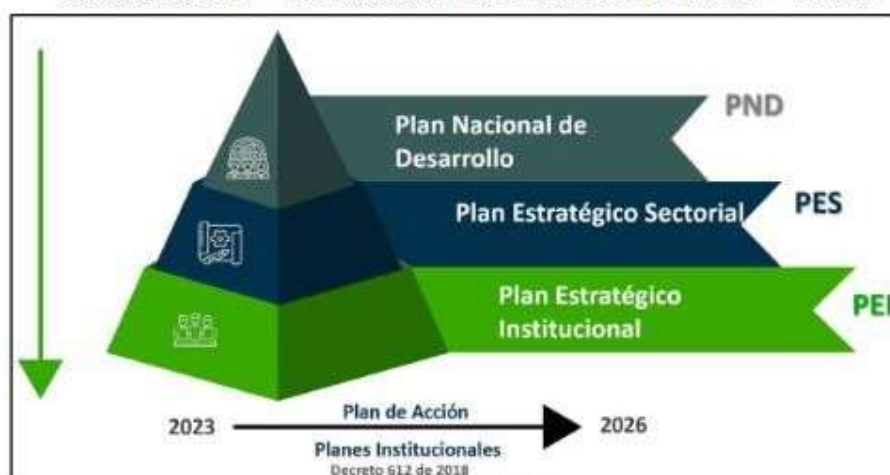 Plan Nacional de
Desarrollo
PND
Plan Estratégico Sectorial
PES
Plan Estratégico
Institucional
PEI
2023
Plan de Acción
2026
Planes Institucionales
Decreto 612 de 2018